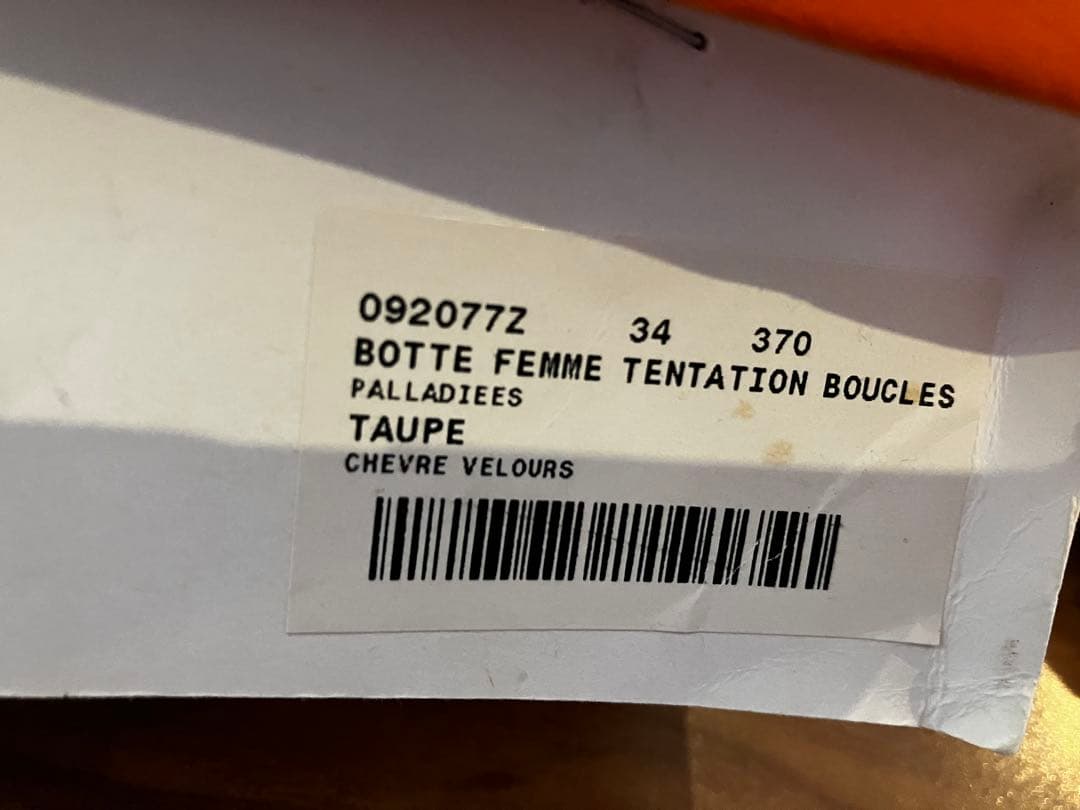 092077Z 34 370
BOTTE FEMME TENTATION BOUCLES
PALLADIEES
TAUPE
CHEVRE VELOURS